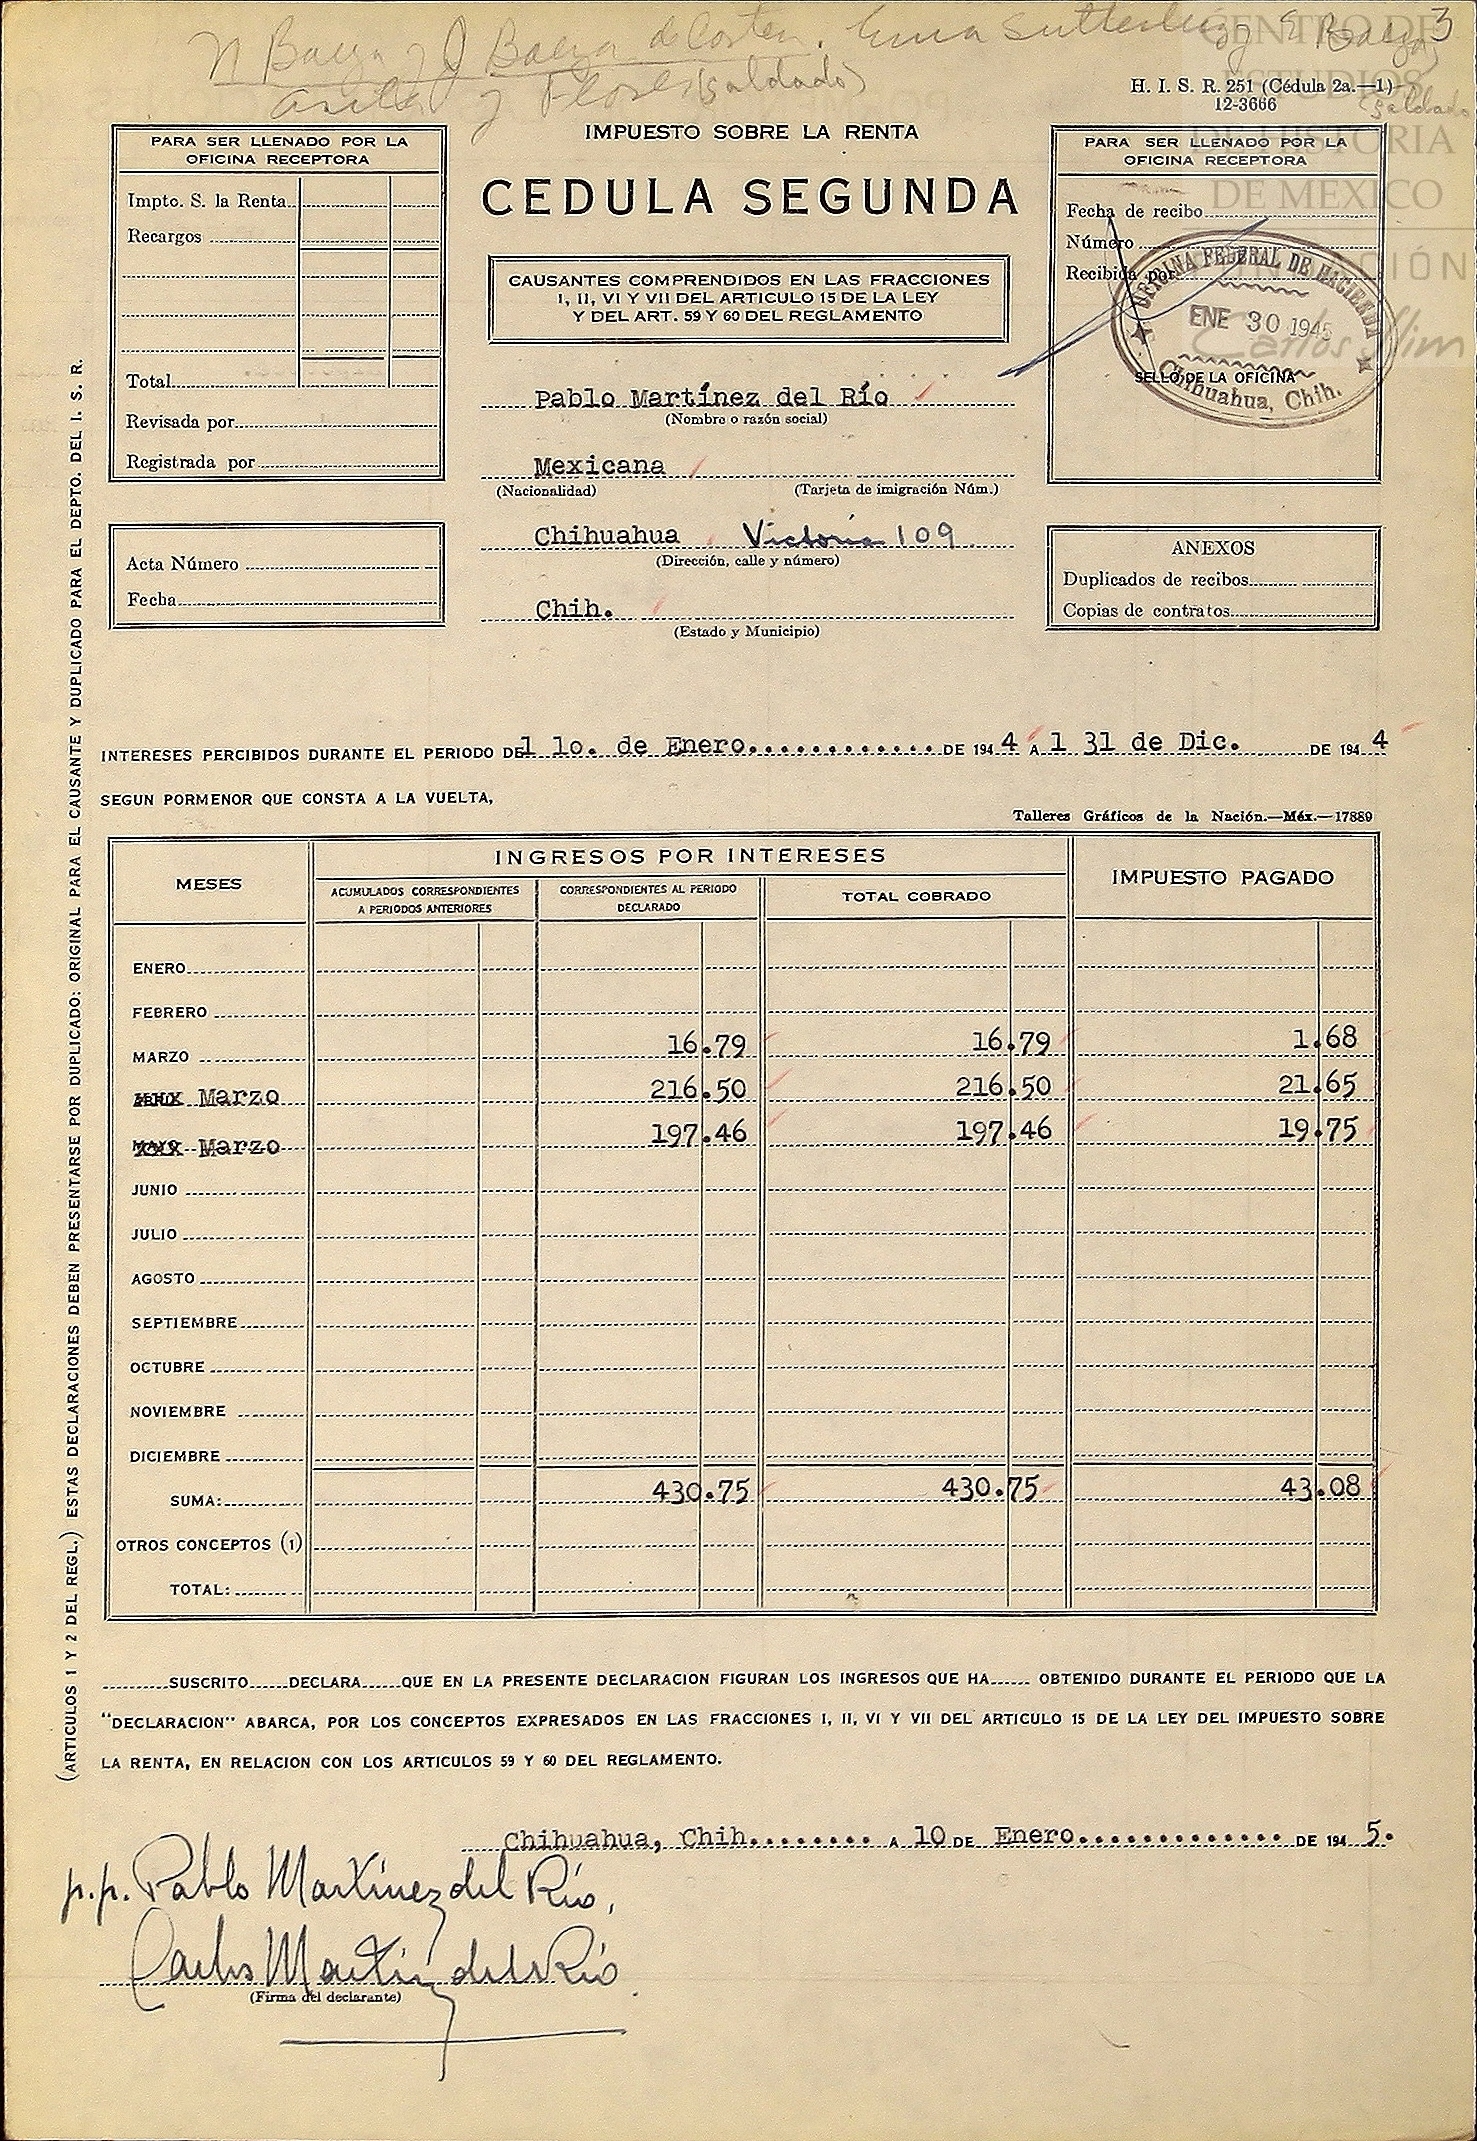 3
N Baeza y J Baeza de Costen. Ema Sutterlin y E Baeza
y Flores (saldado)
(saldado
CENTRO DE
ESTUDIOS
DE HISTORIA
DE MEXICO
Carlos Slim
H. I. S. R. 251 (Cédula 2a.—1)
12-3666
IMPUESTO SOBRE LA RENTA
CEDULA SEGUNDA
CAUSANTES COMPRENDIDOS EN LAS FRACCIONES
I, II, VI Y VII DEL ARTICULO 15 DE LA LEY
Y DEL ART. 59 Y 60 DEL REGLAMENTO
PARA SER LLENADO POR LA
OFICINA RECEPTORA
Impto. S. la Renta
Recargos
Total
Revisada por
Registrada por
PARA SER LLENADO POR LA
OFICINA RECEPTORA
Fecha de recibo
Número
Recibida por
OFICINA FEDERAL DE HACIENDA
ENE 30 1945
SELLO DE LA OFICINA
Chihuahua, Chih.
Pablo Martínez del Río
(Nombre o razón social)
Mexicana
(Nacionalidad) (Tarjeta de imigración Núm.)
Chihuahua Victoria 109
(Dirección, calle y número)
Chih.
(Estado y Municipio)
Acta Número
Fecha
ANEXOS
Duplicados de recibos
Copias de contratos
(ARTICULOS 1 Y 2 DEL REGL.) ESTAS DECLARACIONES DEBEN PRESENTARSE POR DUPLICADO: ORIGINAL PARA EL CAUSANTE Y DUPLICADO PARA EL DEPTO. DEL I. S. R.
INTERESES PERCIBIDOS DURANTE EL PERIODO DEl 1o. de Enero............. DE 194 4 A l 31 de Dic. DE 194 4
SEGUN PORMENOR QUE CONSTA A LA VUELTA,
Talleres Gráficos de la Nación.—Méx.—17889
MESES INGRESOS POR INTERESES IMPUESTO PAGADO
ACUMULADOS CORRESPONDIENTES A PERIODOS ANTERIORES CORRESPONDIENTES AL PERIODO DECLARADO TOTAL COBRADO
ENERO
FEBRERO
MARZO 16.79 16.79 1.68
Marzo 216.50 216.50 21.65
MAYO Marzo 197.46 197.46 19.75
JUNIO
JULIO
AGOSTO
SEPTIEMBRE
OCTUBRE
NOVIEMBRE
DICIEMBRE
SUMA: 430.75 430.75 43.08
OTROS CONCEPTOS (1)
TOTAL:
SUSCRITO DECLARA QUE EN LA PRESENTE DECLARACION FIGURAN LOS INGRESOS QUE HA OBTENIDO DURANTE EL PERIODO QUE LA
"DECLARACION" ABARCA, POR LOS CONCEPTOS EXPRESADOS EN LAS FRACCIONES I, II, VI Y VII DEL ARTICULO 15 DE LA LEY DEL IMPUESTO SOBRE
LA RENTA, EN RELACION CON LOS ARTICULOS 59 Y 60 DEL REGLAMENTO.
Chihuahua, Chih........ A 10 DE Enero............. DE 194 5.
p.p. Pablo Martínez del Río,
Carlos Martínez del Río.
(Firma del declarante)